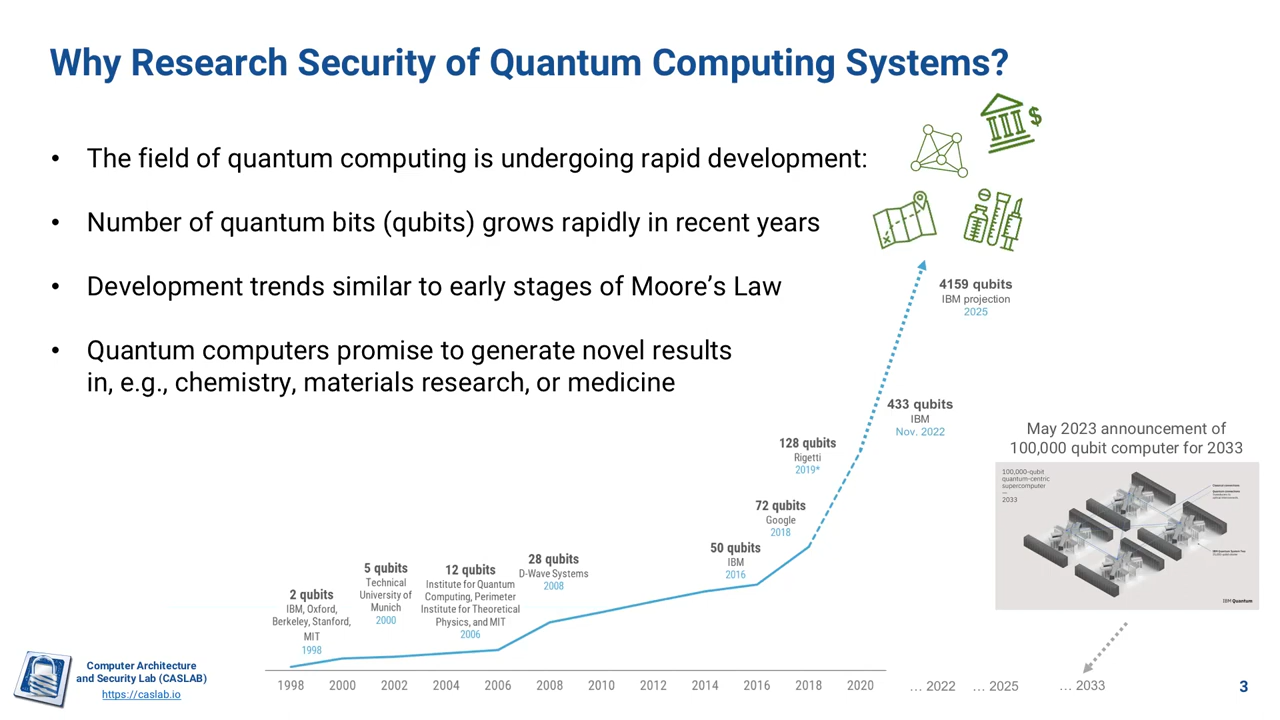 Why Research Security of Quantum Computing Systems?
$
• The field of quantum computing is undergoing rapid development:
• Number of quantum bits (qubits) grows rapidly in recent years
• Development trends similar to early stages of Moore’s Law
• Quantum computers promise to generate novel results
in, e.g., chemistry, materials research, or medicine
4159 qubits
IBM projection
2025
433 qubits
IBM
Nov. 2022
128 qubits
Rigetti
2019*
72 qubits
Google
2018
50 qubits
IBM
2016
28 qubits
D-Wave Systems
2008
12 qubits
Institute for Quantum
Computing, Perimeter
Institute for Theoretical
Physics, and MIT
2006
5 qubits
Technical
University of
Munich
2000
2 qubits
IBM, Oxford,
Berkeley, Stanford,
MIT
1998
May 2023 announcement of
100,000 qubit computer for 2033
100,000-qubit
quantum-centric
supercomputer
—
2033
IBM Quantum
1998 2000 2002 2004 2006 2008 2010 2012 2014 2016 2018 2020 ... 2022 ... 2025 ... 2033
Computer Architecture
and Security Lab (CASLAB)
https://caslab.io
3